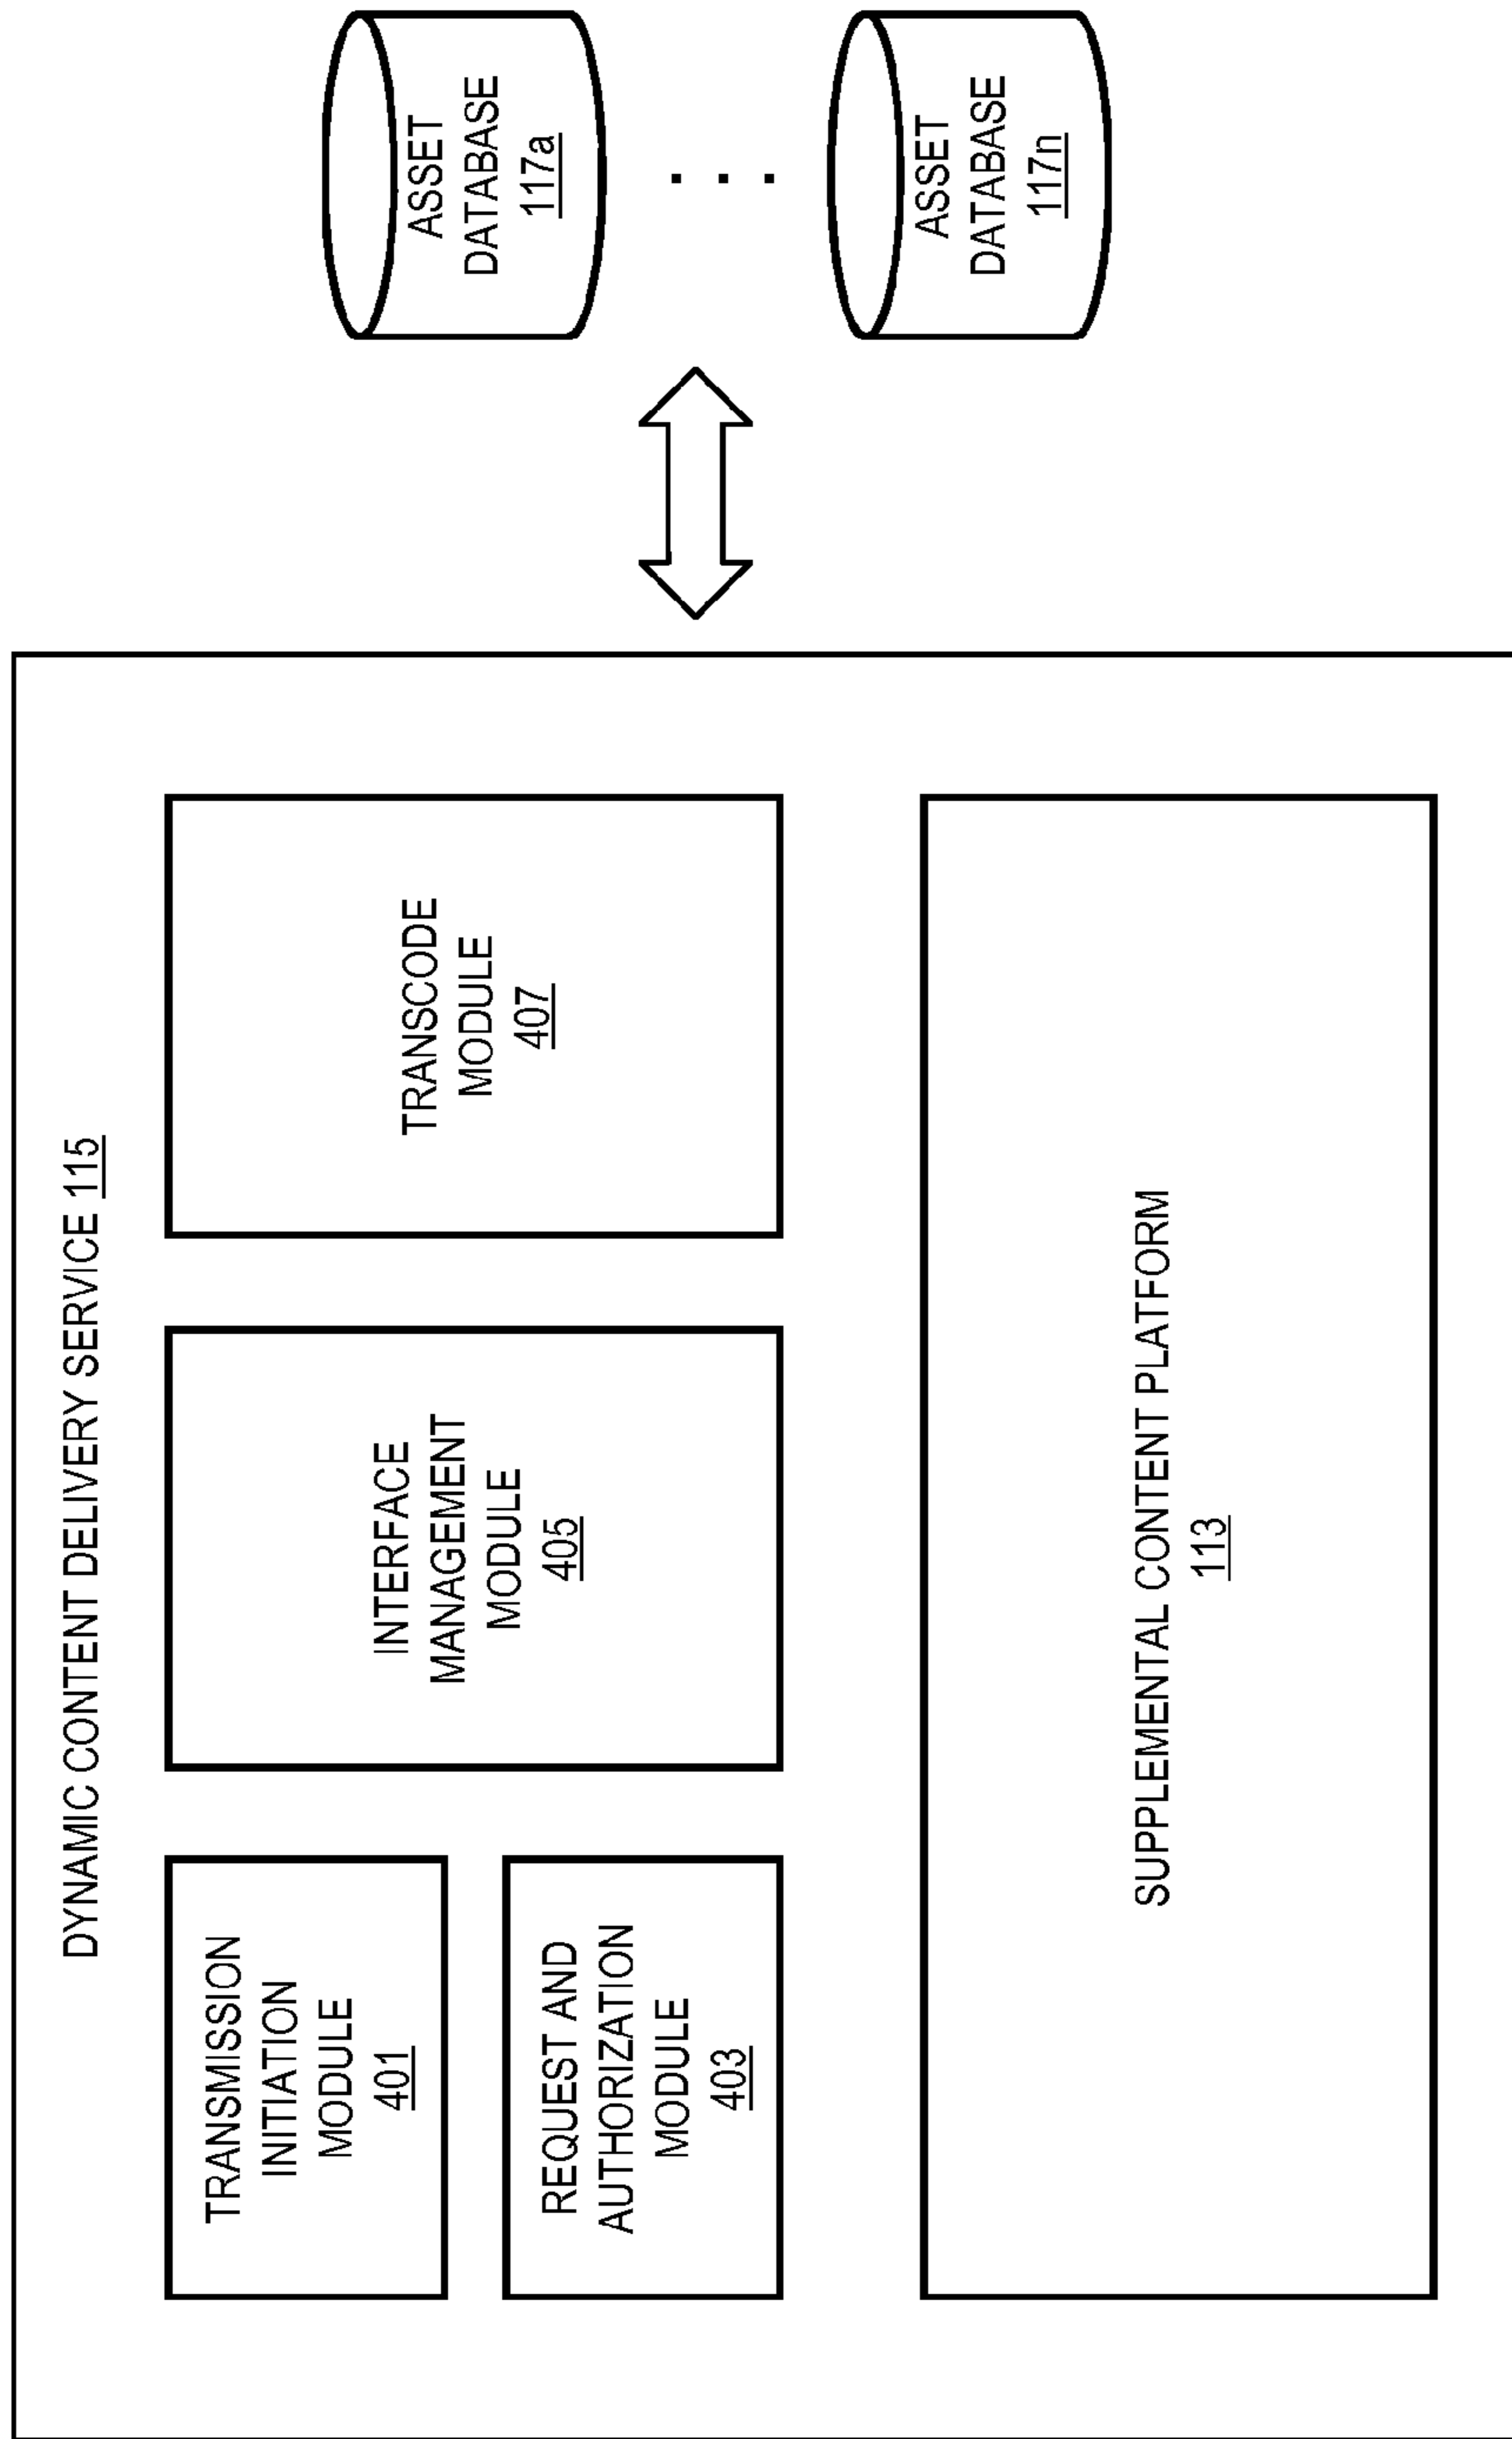 DYNAMIC CONTENT DELIVERY SERVICE 115
TRANSMISSION
INITIATION
MODULE
401
REQUEST AND
AUTHORIZATION
MODULE
403
INTERFACE
MANAGEMENT
MODULE
405
TRANSCODE
MODULE
407
SUPPLEMENTAL CONTENT PLATFORM
113
ASSET
DATABASE
117a
. . .
ASSET
DATABASE
117n